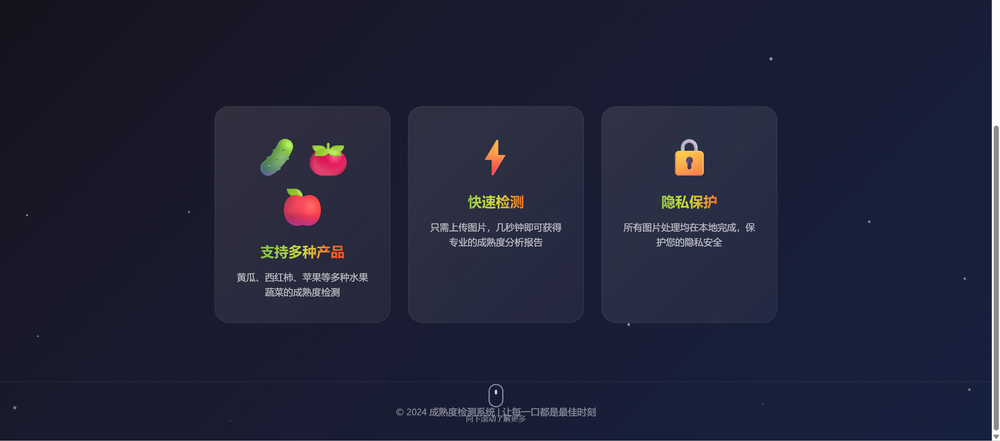 支持多种产品
黄瓜、西红柿、苹果等多种水果
蔬菜的成熟度检测
快速检测
只需上传图片，几秒钟即可获得
专业的成熟度分析报告
隐私保护
所有图片处理均在本地完成，保
护您的隐私安全
© 2024 成熟度检测系统 | 让每一口都是最佳时刻
向下滚动了解更多